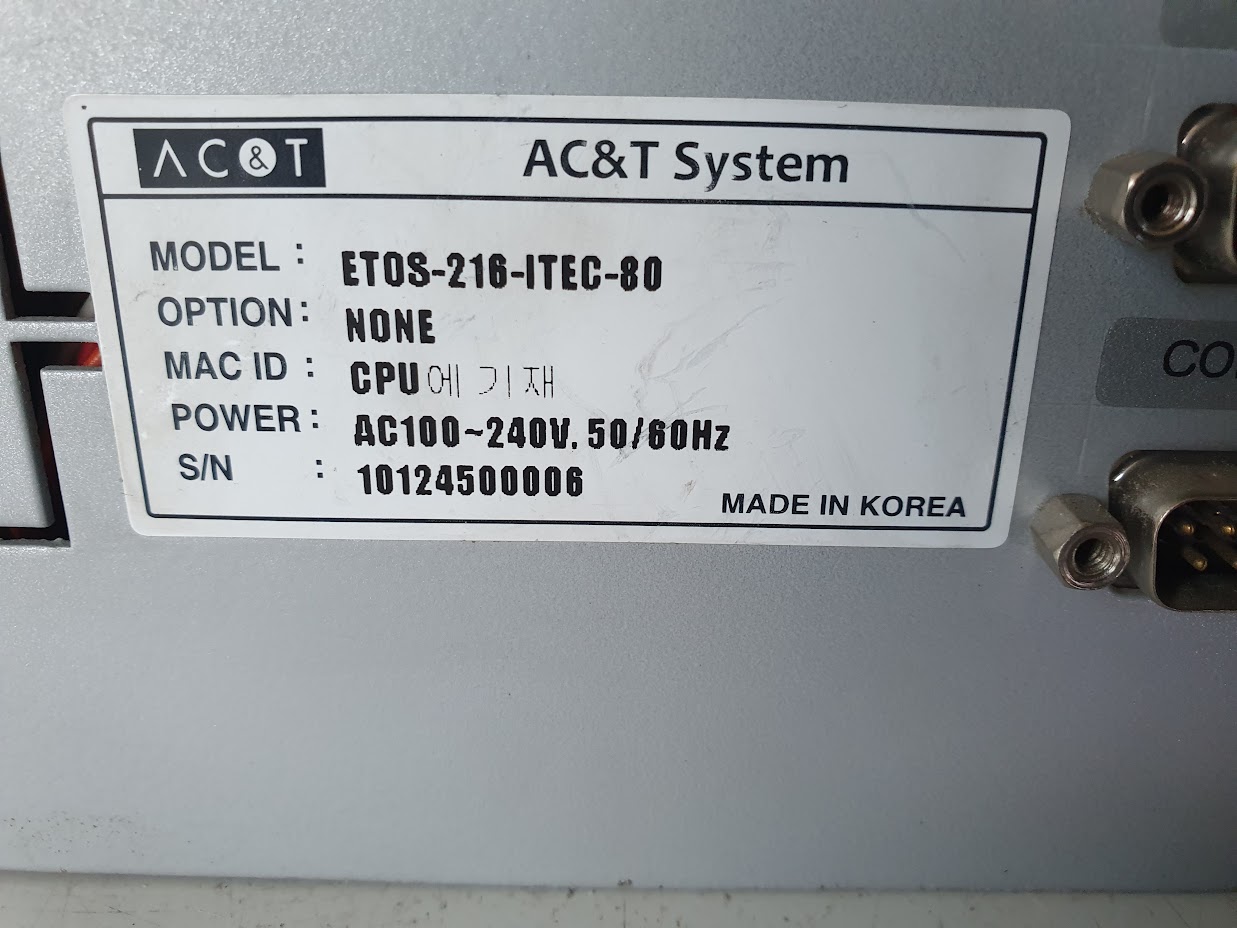 AC&T AC&T System
MODEL : ETOS-216-ITEC-80
OPTION : NONE
MAC ID : CPU에 기재
POWER : AC100~240V. 50/60Hz
S/N : 10124500006
MADE IN KOREA